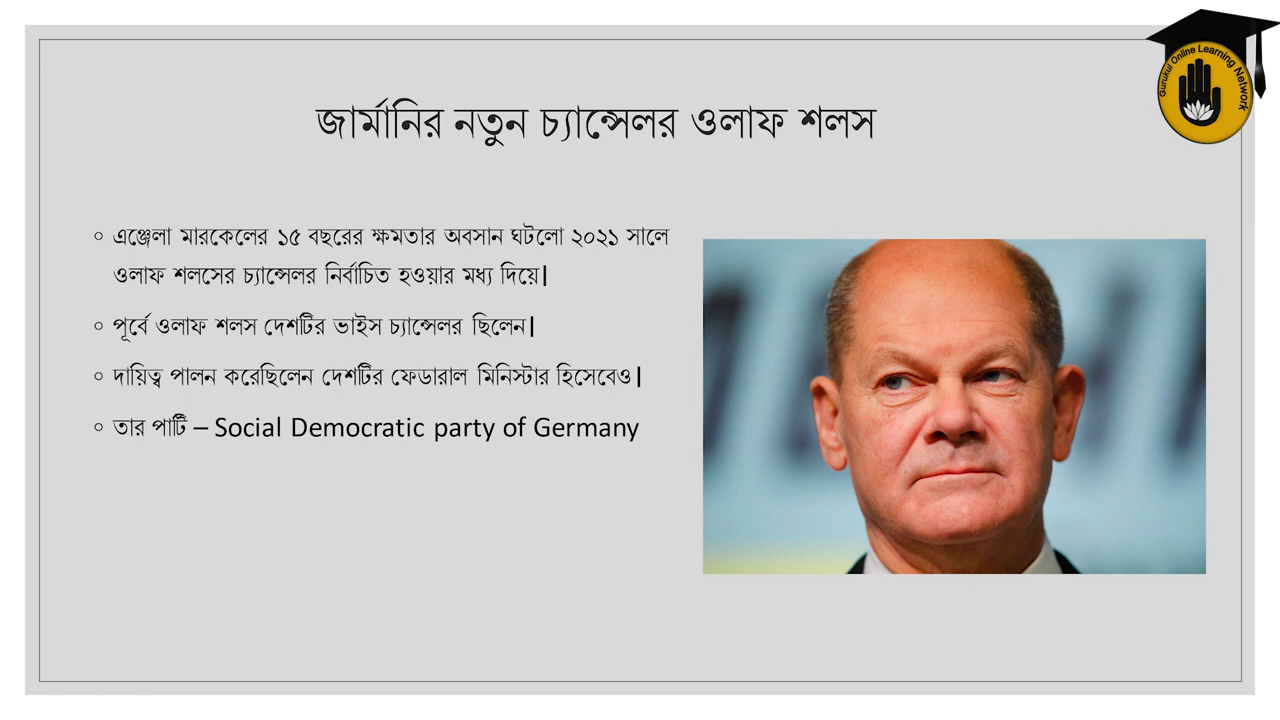 Gurukul Online Learning Network
জার্মানির নতুন চ্যান্সেলর ওলাফ শলস
○ এঞ্জেলা মারকেলের ১৫ বছরের ক্ষমতার অবসান ঘটলো ২০২১ সালে
ওলাফ শলসের চ্যান্সেলর নির্বাচিত হওয়ার মধ্য দিয়ে।
○ পূর্বে ওলাফ শলস দেশটির ভাইস চ্যান্সেলর ছিলেন।
○ দায়িত্ব পালন করেছিলেন দেশটির ফেডারাল মিনিস্টার হিসেবেও।
○ তার পার্টি – Social Democratic party of Germany